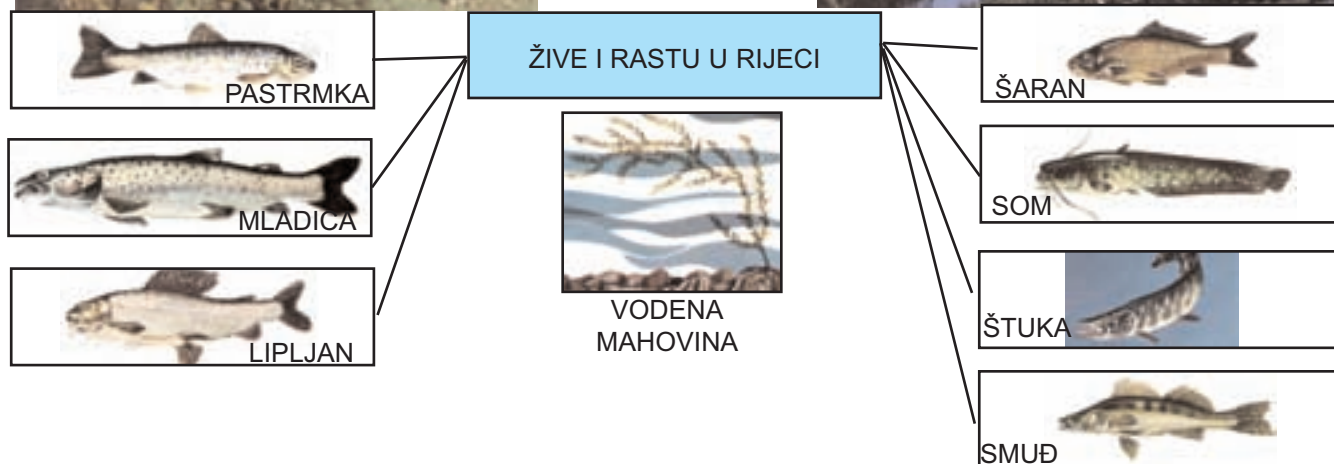 ŽIVE I RASTU U RIJECI
PASTRMKA
MLADICA
LIPLJAN
VODENA
MAHOVINA
ŠARAN
SOM
ŠTUKA
SMUĐ